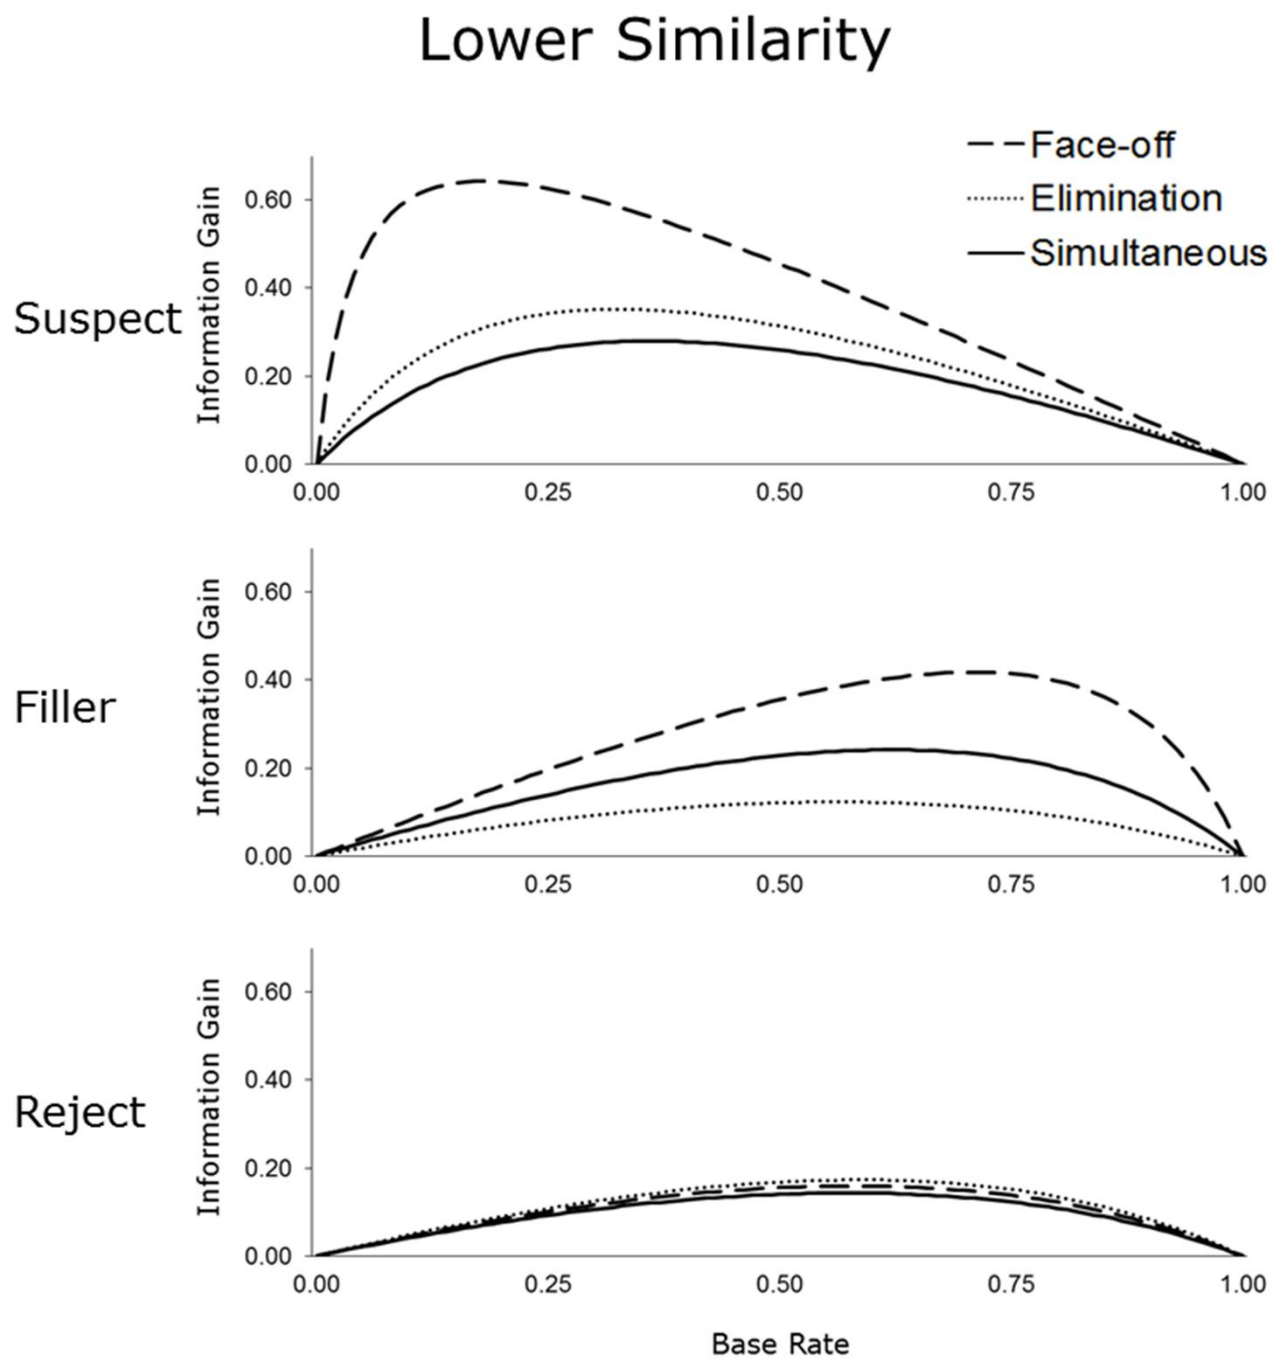 Lower Similarity
Face-off
Elimination
Simultaneous
Suspect
Information Gain
0.60
0.40
0.20
0.00
0.00 0.25 0.50 0.75 1.00
Filler
Information Gain
0.60
0.40
0.20
0.00
0.00 0.25 0.50 0.75 1.00
Reject
Information Gain
0.60
0.40
0.20
0.00
0.00 0.25 0.50 0.75 1.00
Base Rate